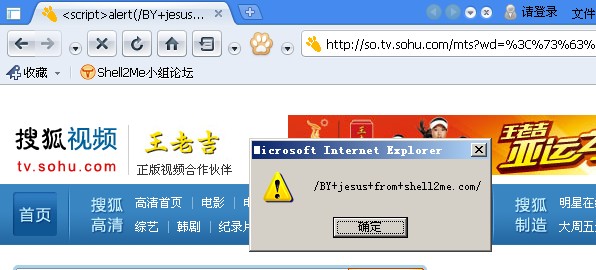 <script>alert(/BY+jesus...
请登录
文件
http://so.tv.sohu.com/mts?wd=%3C%73%63%
收藏
Shell2Me小组论坛
搜狐视频
tv.sohu.com
王老吉
正版视频合作伙伴
王老吉
亚运
Microsoft Internet Explorer
/BY+jesus+from+shell2me.com/
确定
首页
搜狐
高清
高清首页 | 电影 | 电
综艺 | 韩剧 | 纪录片
搜狐
制造
明星在
大周五